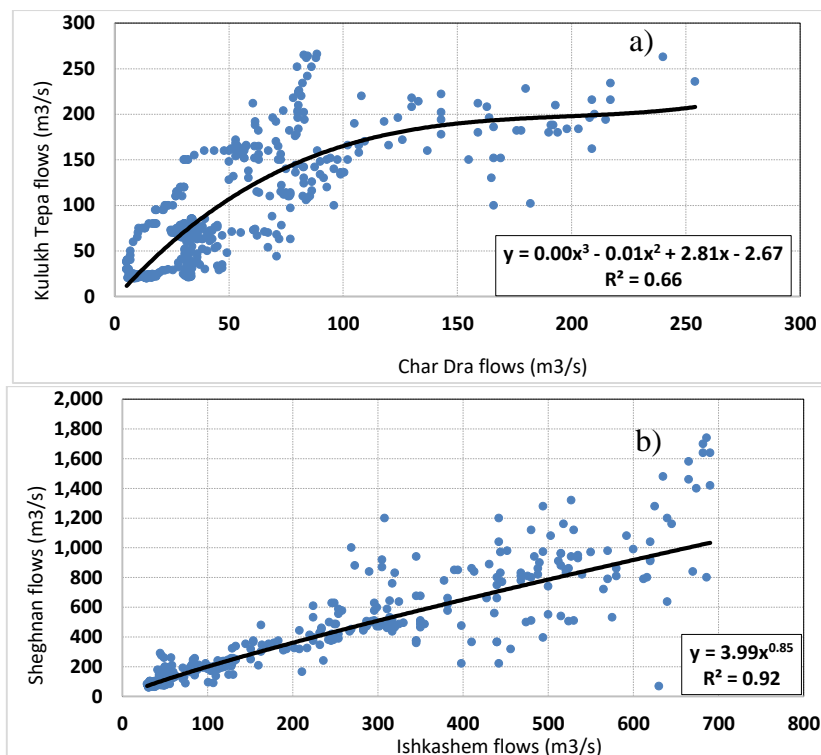 a)
Kulukh Tepa flows (m3/s)
300
250
200
150
100
50
0
y = 0.00x³ - 0.01x² + 2.81x - 2.67
R² = 0.66
0 50 100 150 200 250 300
Char Dra flows (m3/s)
b)
Sheghnan flows (m3/s)
2,000
1,800
1,600
1,400
1,200
1,000
800
600
400
200
0
y = 3.99x^0.85
R² = 0.92
0 100 200 300 400 500 600 700 800
Ishkashem flows (m3/s)